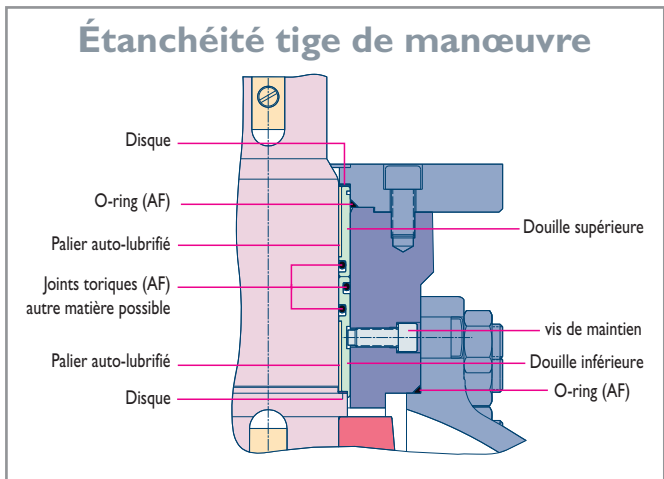 Étanchéité tige de manœuvre
Disque
O-ring (AF)
Palier auto-lubrifié
Joints toriques (AF)
autre matière possible
Palier auto-lubrifié
Disque
Douille supérieure
vis de maintien
Douille inférieure
O-ring (AF)